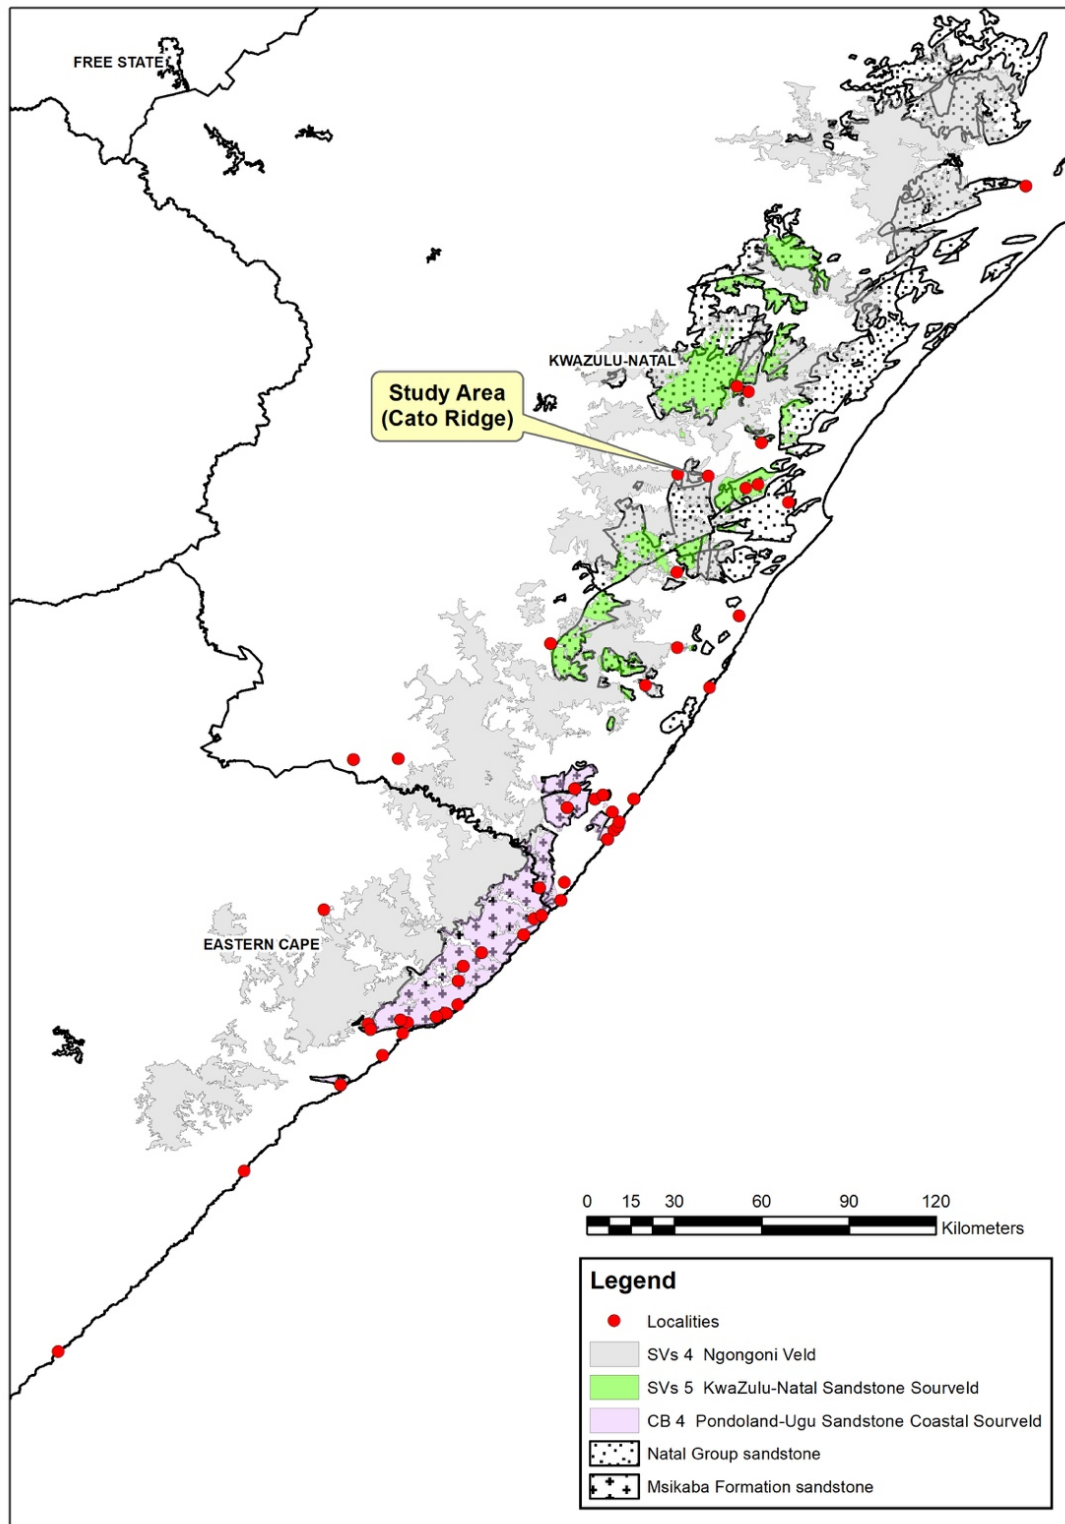 FREE STATE
KWAZULU-NATAL
Study Area
(Cato Ridge)
EASTERN CAPE
0 15 30 60 90 120
Kilometers
Legend
Localities
SVs 4 Ngongoni Veld
SVs 5 KwaZulu-Natal Sandstone Sourveld
CB 4 Pondoland-Ugu Sandstone Coastal Sourveld
Natal Group sandstone
Msikaba Formation sandstone